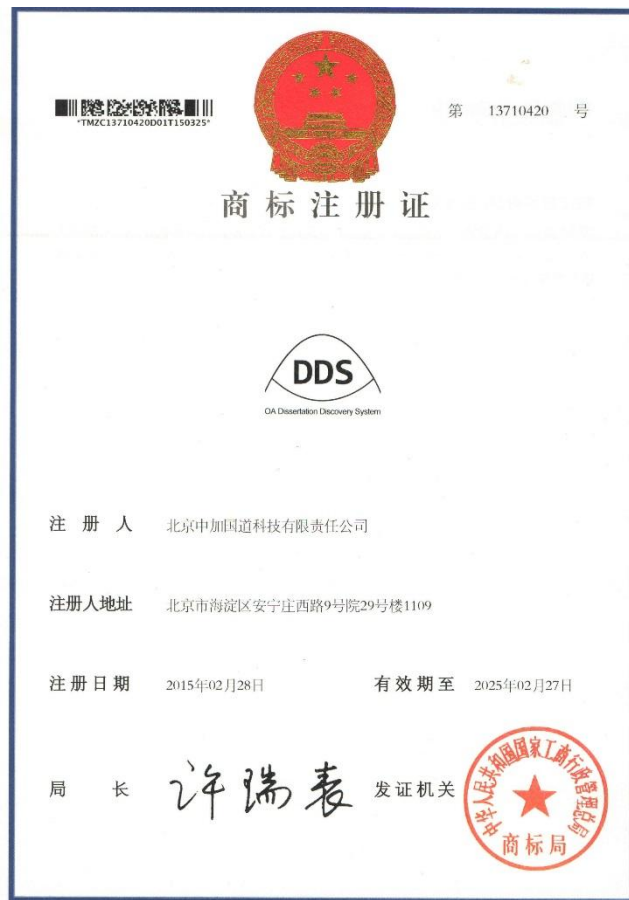 *TMZC13710420D01T150325*
第 13710420 号
商标注册证
DDS
OA Dissertation Discovery System
注册人 北京中加国道科技有限责任公司
注册人地址 北京市海淀区安宁庄西路9号院29号楼1109
注册日期 2015年02月28日 有效期至 2025年02月27日
局长 许瑞表 发证机关
中华人民共和国国家工商行政管理总局
商标局